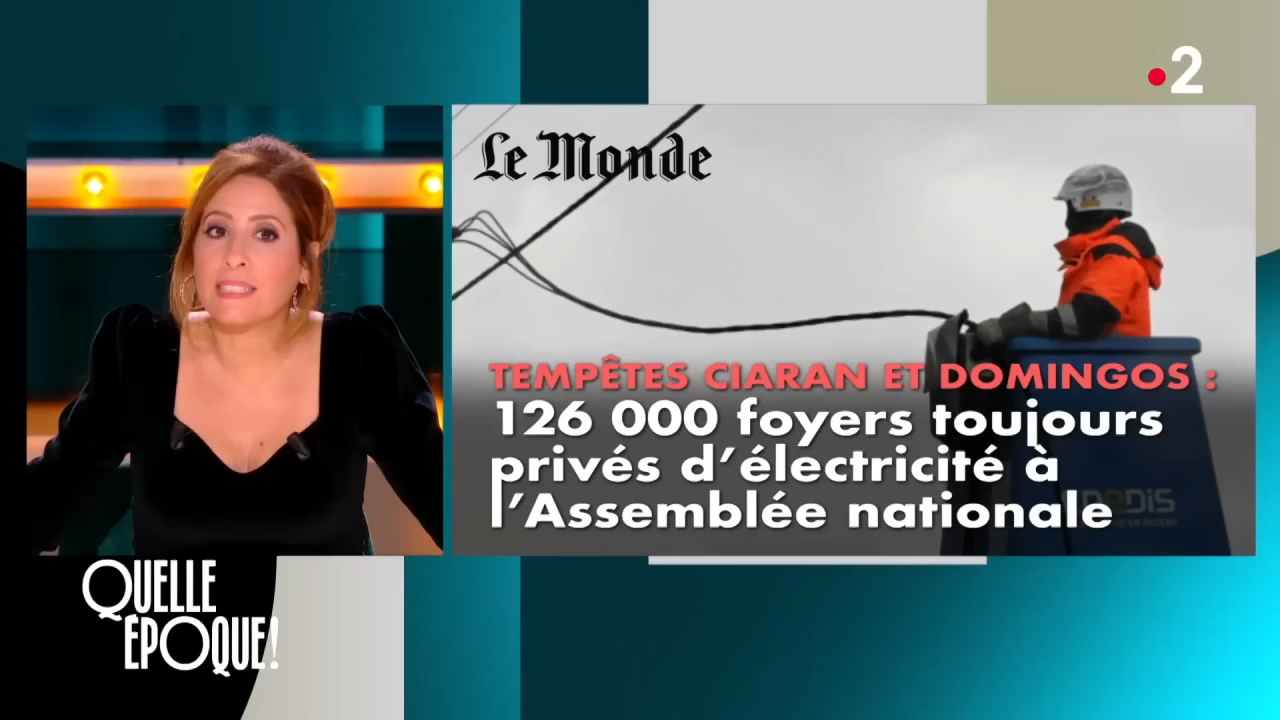 2
Le Monde
TEMPÊTES CIARAN ET DOMINGOS :
126 000 foyers toujours
privés d'électricité à
l'Assemblée nationale
QUELLE
ÉPOQUE!